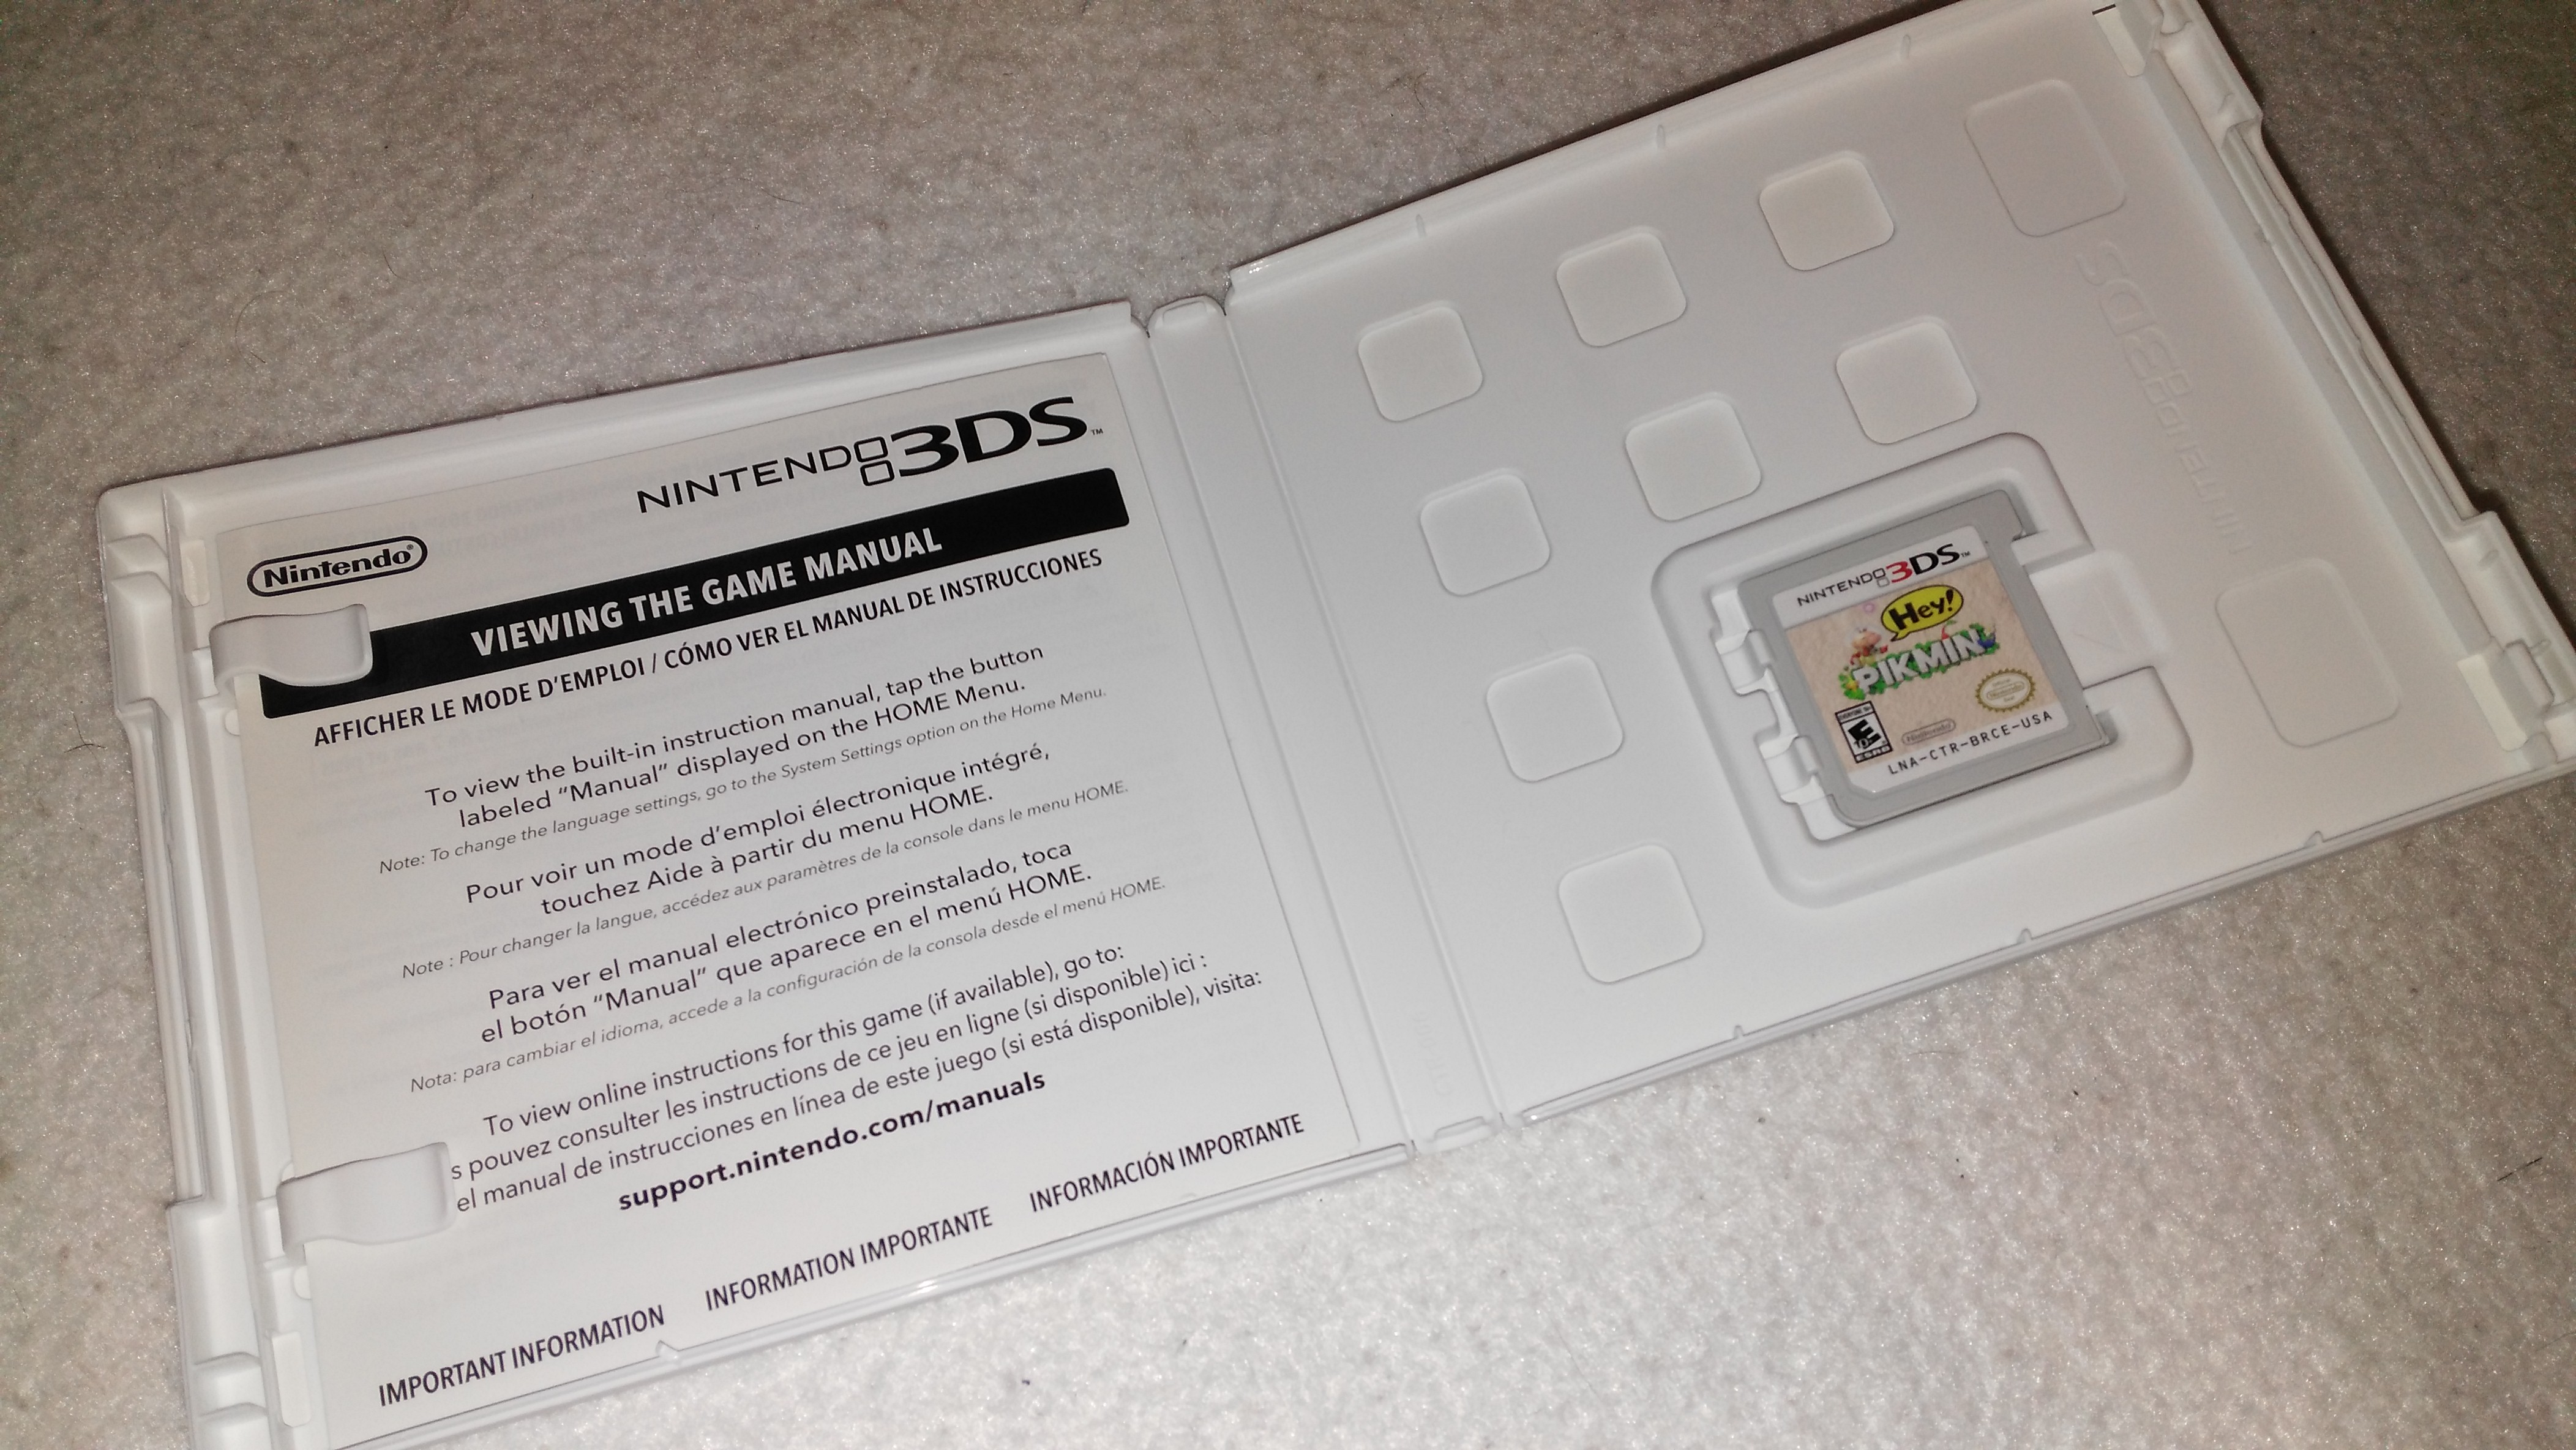 NINTENDO 3DS™
Nintendo®
VIEWING THE GAME MANUAL
AFFICHER LE MODE D'EMPLOI / CÓMO VER EL MANUAL DE INSTRUCCIONES
To view the built-in instruction manual, tap the button
labeled “Manual” displayed on the HOME Menu.
Note: To change the language settings, go to the System Settings option on the Home Menu.
Pour voir un mode d'emploi électronique intégré,
touchez Aide à partir du menu HOME.
Note : Pour changer la langue, accédez aux paramètres de la console dans le menu HOME.
Para ver el manual electrónico preinstalado, toca
el botón “Manual” que aparece en el menú HOME.
Nota: para cambiar el idioma, accede a la configuración de la consola desde el menú HOME.
To view online instructions for this game (if available), go to:
s pouvez consulter les instructions de ce jeu en ligne (si disponible) ici :
el manual de instrucciones en línea de este juego (si está disponible), visita:
support.nintendo.com/manuals
IMPORTANT INFORMATION INFORMATION IMPORTANTE INFORMACIÓN IMPORTANTE
NINTENDO 3DS™
Hey!
PIKMIN
EVERYONE 10+
E
10+
ESRB
Nintendo
LNA-CTR-BRCE-USA
NINTENDO 3DS